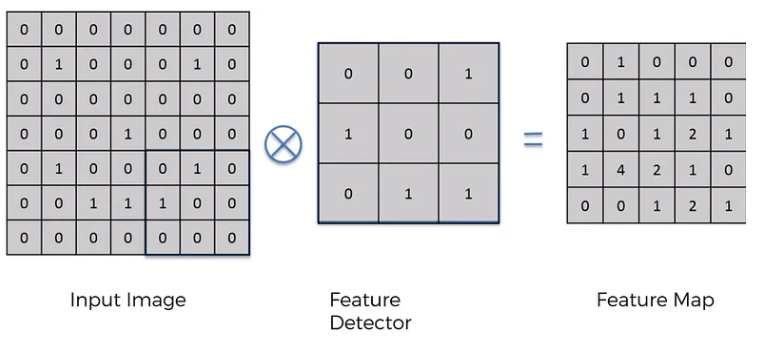 0 0 0 0 0 0 0
0 1 0 0 0 1 0
0 0 0 0 0 0 0
0 0 0 1 0 0 0
0 1 0 0 0 1 0
0 0 1 1 1 0 0
0 0 0 0 0 0 0
Input Image
0 0 1
1 0 0
0 1 1
Feature
Detector
=
0 1 0 0 0
0 1 1 1 0
1 0 1 2 1
1 4 2 1 0
0 0 1 2 1
Feature Map